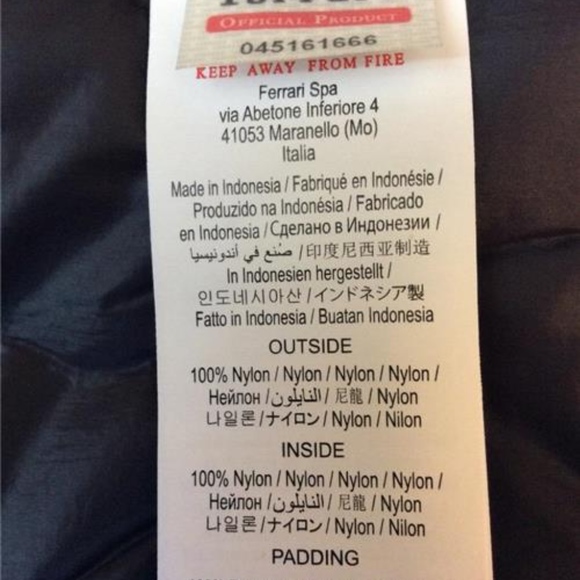 OFFICIAL PRODUCT
045161666
KEEP AWAY FROM FIRE
Ferrari Spa
via Abetone Inferiore 4
41053 Maranello (Mo)
Italia
Made in Indonesia / Fabriqué en Indonésie /
Produzido na Indonésia / Fabricado
en Indonesia / Сделано в Индонезии /
صُنع في أندونيسيا / 印度尼西亚制造
In Indonesien hergestellt /
인도네시아산 / インドネシア製
Fatto in Indonesia / Buatan Indonesia
OUTSIDE
100% Nylon / Nylon / Nylon / Nylon /
Нейлон / النايلون / 尼龍 / Nylon
나일론 / ナイロン / Nylon / Nilon
INSIDE
100% Nylon / Nylon / Nylon / Nylon /
Нейлон / النايلون / 尼龍 / Nylon
나일론 / ナイロン / Nylon / Nilon
PADDING